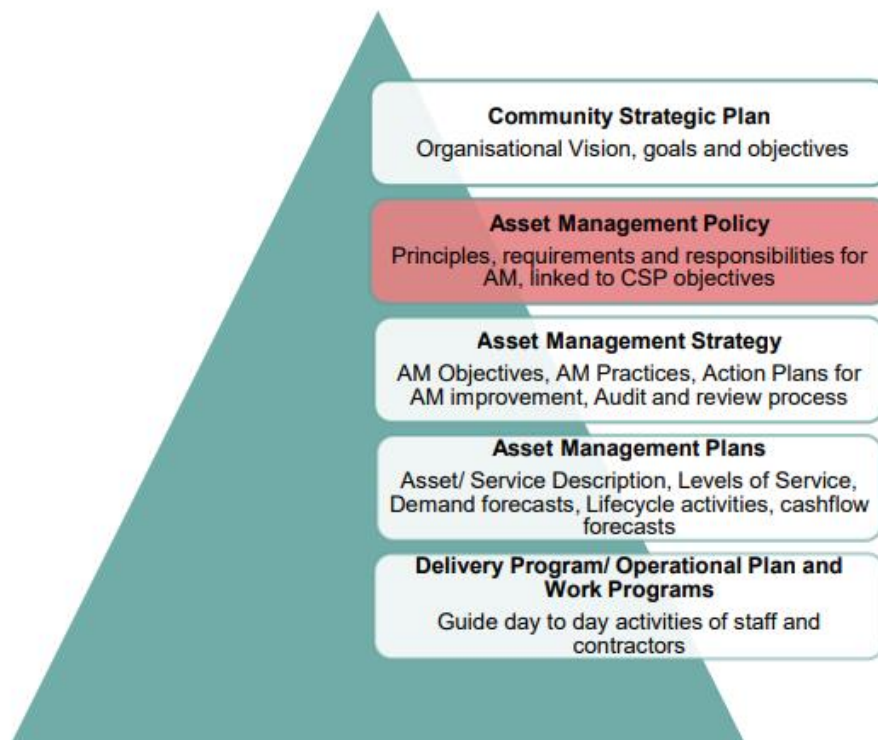 Community Strategic Plan
Organisational Vision, goals and objectives
Asset Management Policy
Principles, requirements and responsibilities for
AM, linked to CSP objectives
Asset Management Strategy
AM Objectives, AM Practices, Action Plans for
AM improvement, Audit and review process
Asset Management Plans
Asset/ Service Description, Levels of Service,
Demand forecasts, Lifecycle activities, cashflow
forecasts
Delivery Program/ Operational Plan and
Work Programs
Guide day to day activities of staff and
contractors